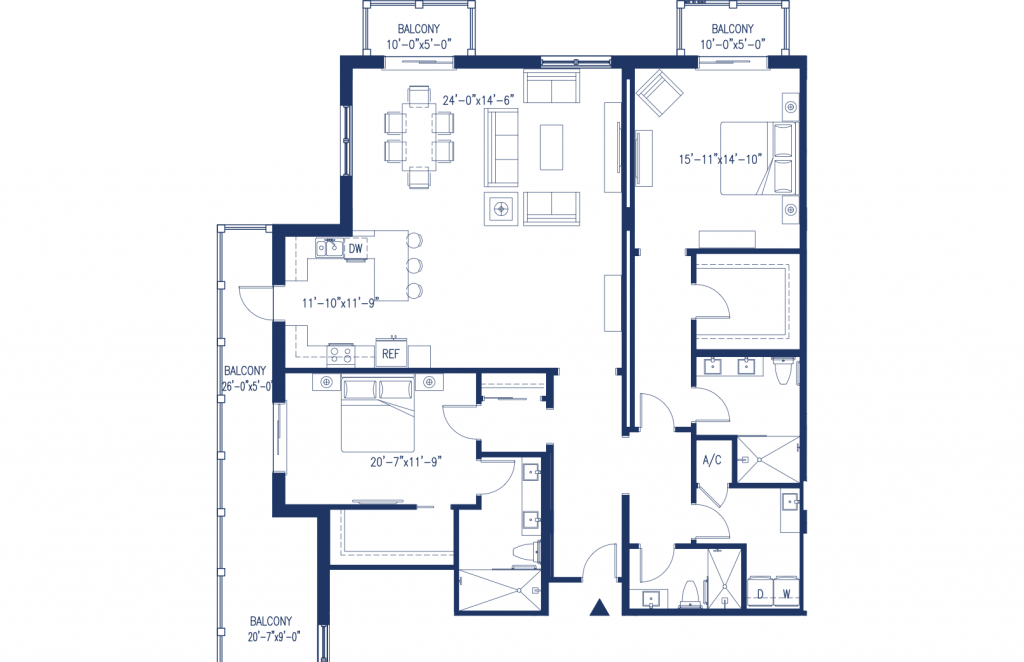 BALCONY
10'-0"x5'-0"
BALCONY
10'-0"x5'-0"
24'-0"x14'-6"
15'-11"x14'-10"
DW
11'-10"x11'-9"
REF
BALCONY
26'-0"x5'-0"
20'-7"x11'-9"
A/C
D
W
BALCONY
20'-7"x9'-0"